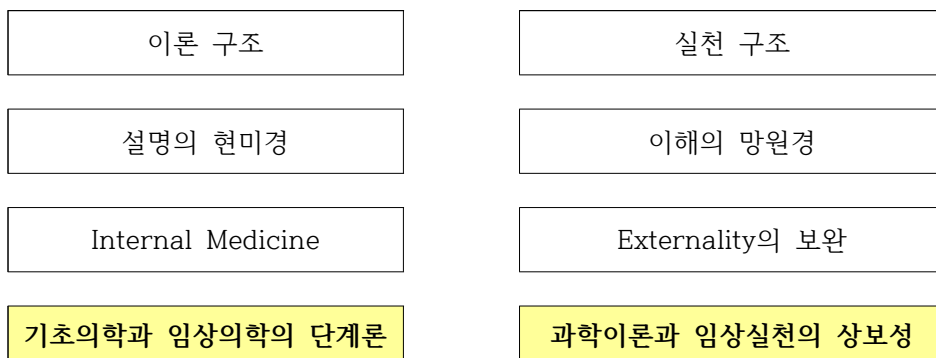 이론 구조
실천 구조
설명의 현미경
이해의 망원경
Internal Medicine
Externality의 보완
기초의학과 임상의학의 단계론
과학이론과 임상실천의 상보성